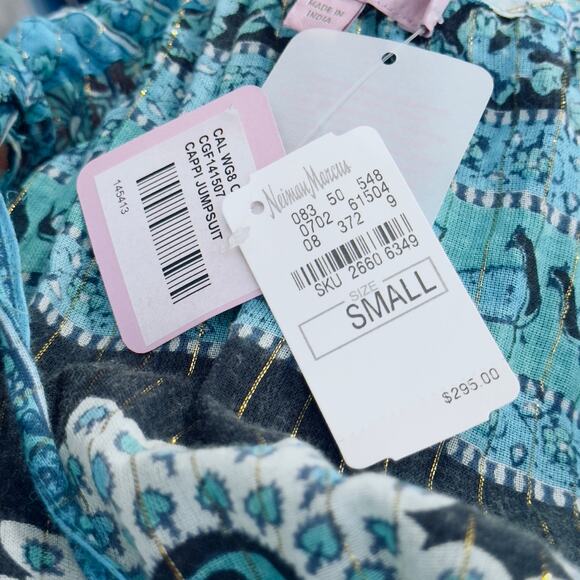 MADE IN
INDIA
CAL WG8 C
CGF141507
CAPPI JUMPSUIT
145413
Neiman Marcus
083 50 548
0702 61504
08 372 9
SKU 2660 6349
SIZE
SMALL
$295.00